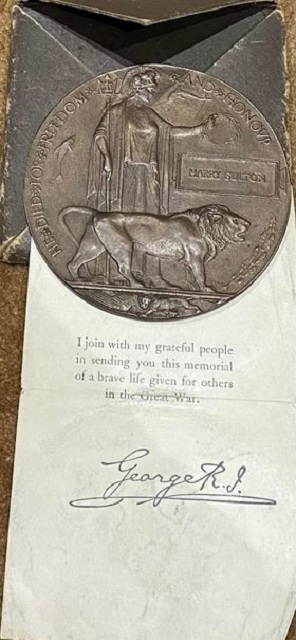 HE DIED FOR FREEDOM AND HONOUR
HARRY SUTTON
I join with my grateful people
in sending you this memorial
of a brave life given for others
in the Great War.
George R.I.